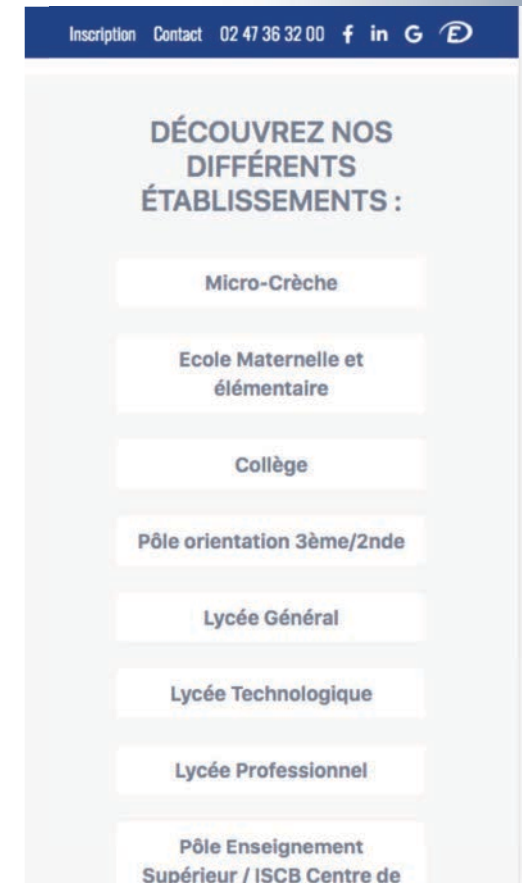 Inscription Contact 02 47 36 32 00 f in G E
DÉCOUVREZ NOS
DIFFÉRENTS
ÉTABLISSEMENTS :
Micro-Crèche
Ecole Maternelle et
élémentaire
Collège
Pôle orientation 3ème/2nde
Lycée Général
Lycée Technologique
Lycée Professionnel
Pôle Enseignement
Supérieur / ISCB Centre de